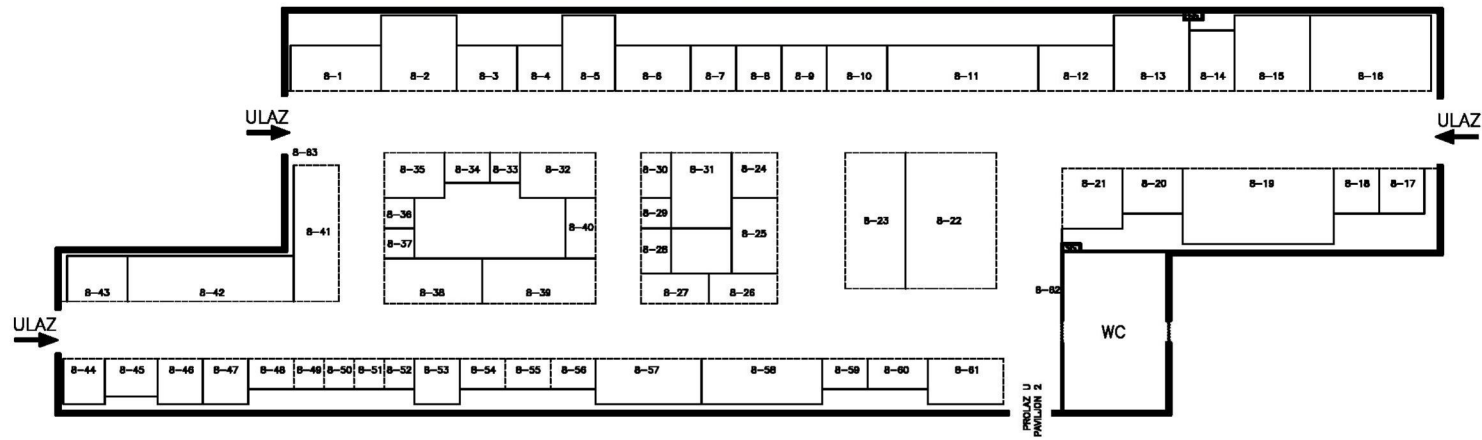 8-1 8-2 8-3 8-4 8-5 8-6 8-7 8-8 8-9 8-10 8-11 8-12 8-13 8-14 8-15 8-16
ULAZ
ULAZ
8-63
8-35 8-34 8-33 8-32 8-30 8-31 8-24
8-21 8-20 8-19 8-18 8-17
8-36 8-29
8-41 8-37 8-40 8-28 8-25 8-23 8-22
8-43 8-42 8-38 8-39 8-27 8-26 8-62
ULAZ
WC
8-44 8-45 8-46 8-47 8-48 8-49 8-50 8-51 8-52 8-53 8-54 8-55 8-56 8-57 8-58 8-59 8-60 8-61
PROLAZ U
PAVILJON 2